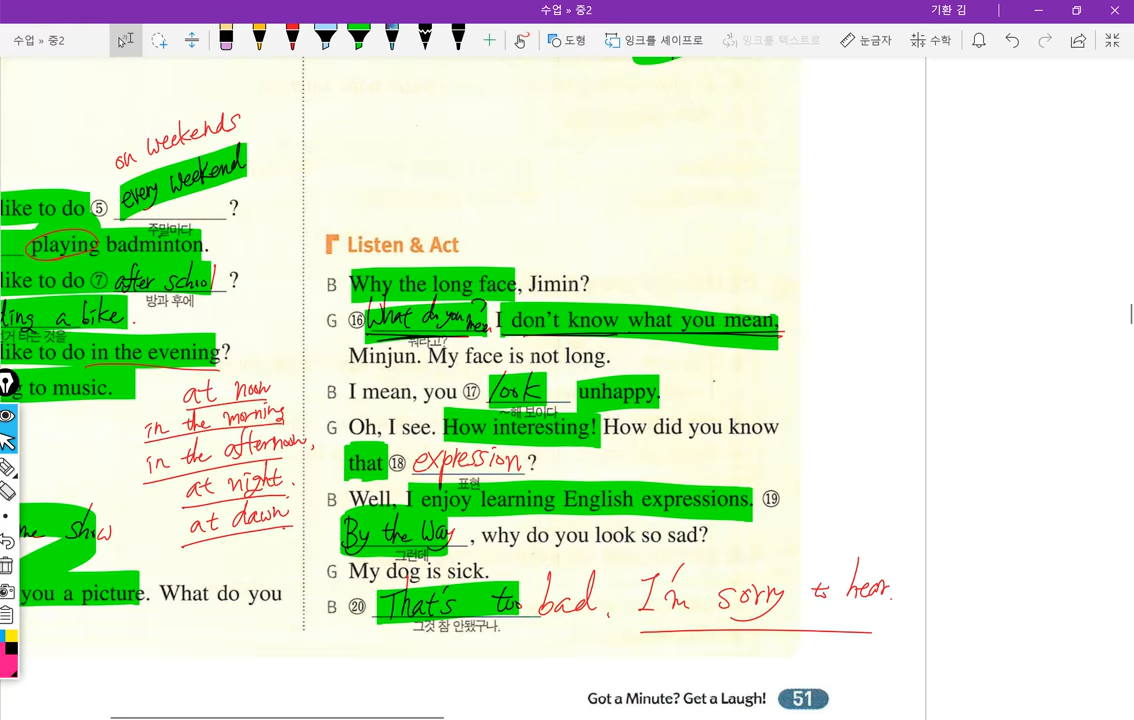 수업 » 중2
기환 김
수업 » 중2
도형
잉크를 셰이프로
잉크를 텍스트로
눈금자
수학
on weekends
every weekend
like to do ⑤ ?
주말마다
playing badminton.
like to do ⑦ after school ?
방과 후에
ing a bike.
타는 것을
like to do in the evening?
g to music.
at noon
in the morning
in the afternoon,
at night.
at dawn
show
you a picture. What do you
Listen & Act
B Why the long face, Jimin?
G ⑯ What do you mean? I don't know what you mean,
뭐라고?
Minjun. My face is not long.
B I mean, you ⑰ look unhappy.
~해 보이다
G Oh, I see. How interesting! How did you know
that ⑱ expression?
표현
B Well, I enjoy learning English expressions. ⑲
By the way, why do you look so sad?
그런데
G My dog is sick.
B ⑳ That's too bad. I'm sorry to hear.
그것 참 안됐구나.
Got a Minute? Get a Laugh! 51